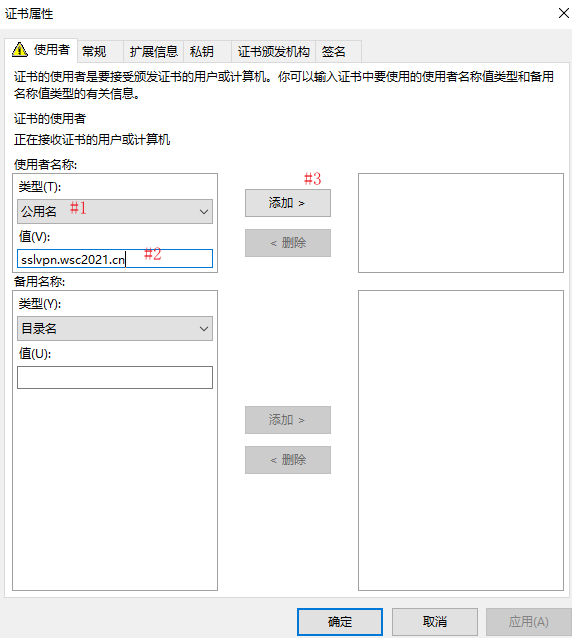 证书属性
使用者 常规 扩展信息 私钥 证书颁发机构 签名
证书的使用者是要接受颁发证书的用户或计算机。你可以输入证书中要使用的使用者名称值类型和备用
名称值类型的有关信息。
证书的使用者
正在接收证书的用户或计算机
使用者名称:
类型(T):
公用名 #1
值(V):
sslvpn.wsc2021.cn #2
#3
添加 >
< 删除
备用名称:
类型(Y):
目录名
值(U):
添加 >
< 删除
确定 取消 应用(A)